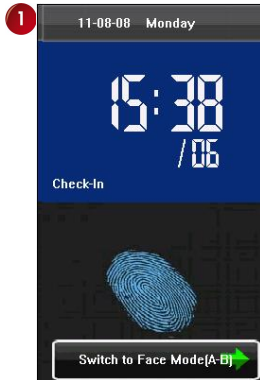 1
11-08-08 Monday
15:38
/06
Check-In
Switch to Face Mode(A-B)